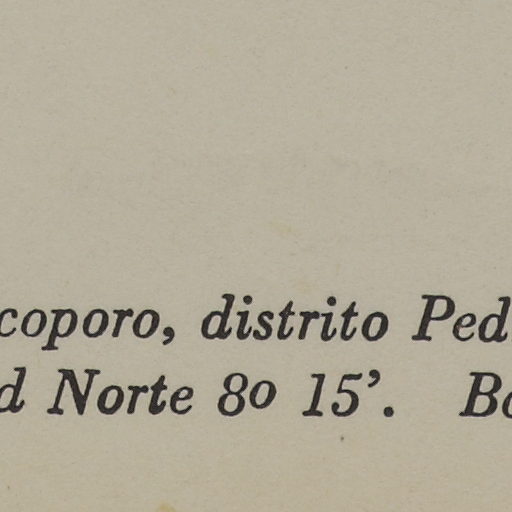 coporo, distrito Ped
d Norte 8o 15’. Bo